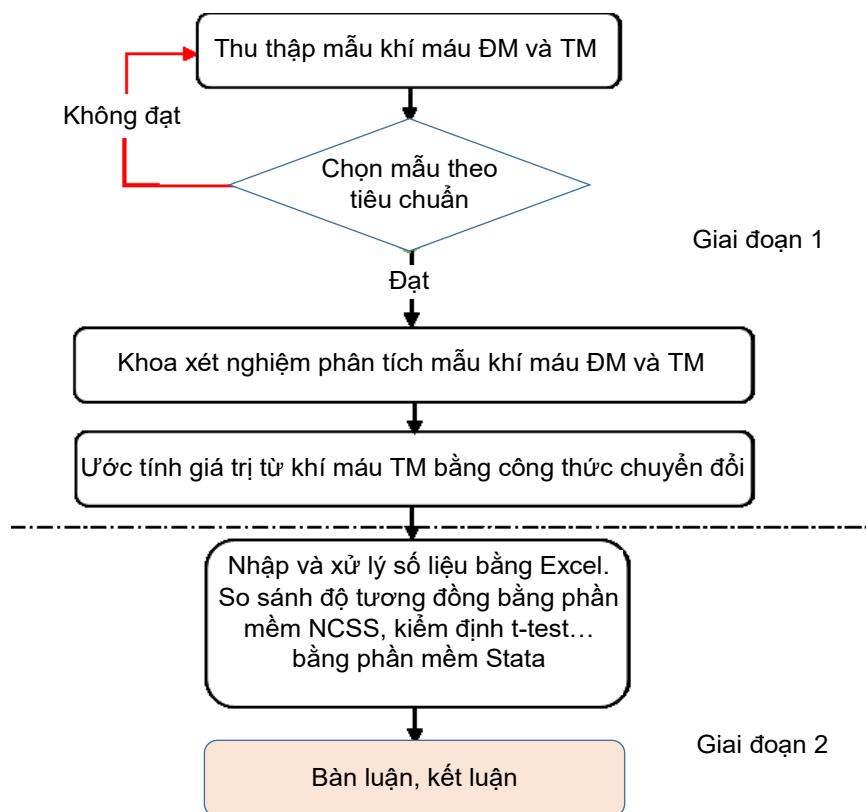 Thu thập mẫu khí máu ĐM và TM
Không đạt
Chọn mẫu theo
tiêu chuẩn
Giai đoạn 1
Đạt
Khoa xét nghiệm phân tích mẫu khí máu ĐM và TM
Ước tính giá trị từ khí máu TM bằng công thức chuyển đổi
Nhập và xử lý số liệu bằng Excel.
So sánh độ tương đồng bằng phần
mềm NCSS, kiểm định t-test…
bằng phần mềm Stata
Giai đoạn 2
Bàn luận, kết luận